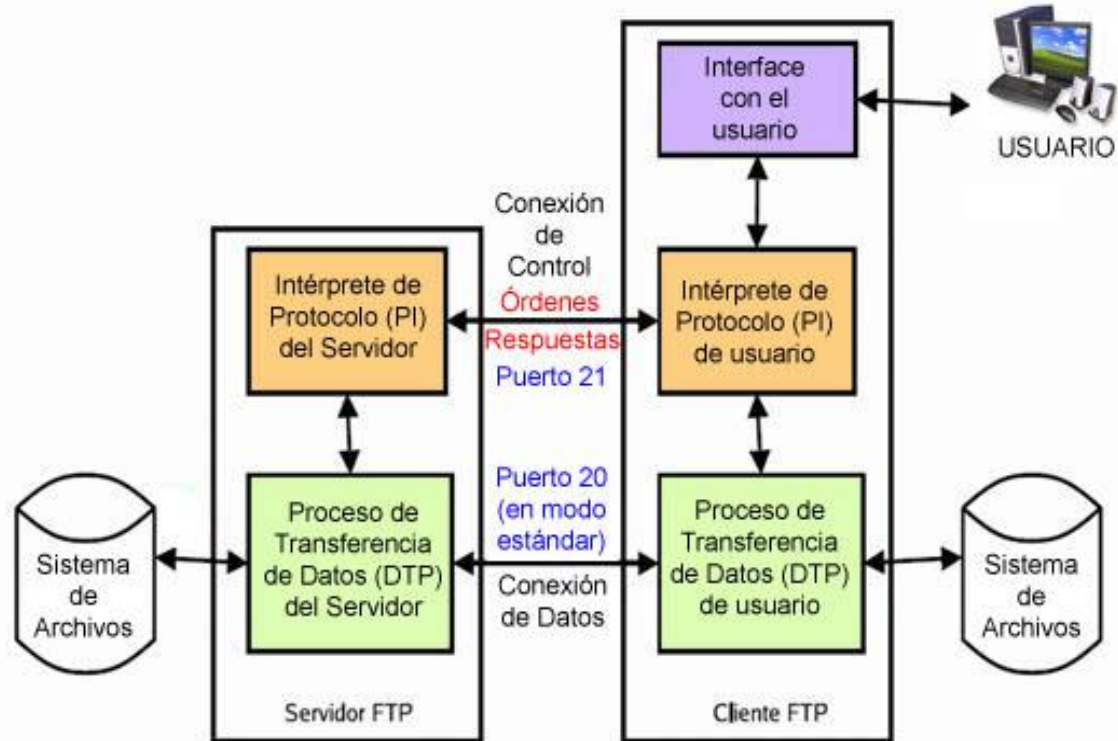 Interface
con el
usuario
USUARIO
Conexión
de
Control
Órdenes
Respuestas
Puerto 21
Intérprete de
Protocolo (PI)
del Servidor
Intérprete de
Protocolo (PI)
de usuario
Puerto 20
(en modo
estándar)
Conexión
de Datos
Proceso de
Transferencia
de Datos (DTP)
del Servidor
Proceso de
Transferencia
de Datos (DTP)
de usuario
Sistema
de
Archivos
Sistema
de
Archivos
Servidor FTP
Cliente FTP